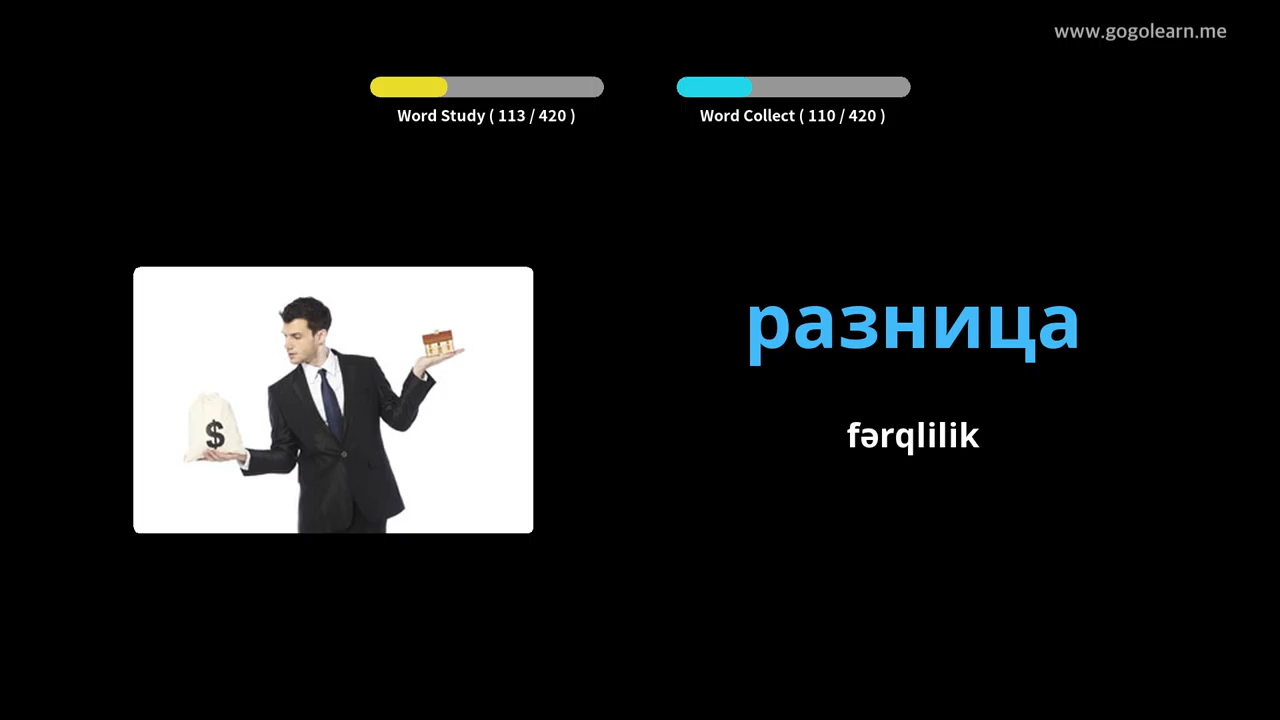 www.gogolearn.me
Word Study ( 113 / 420 )
Word Collect ( 110 / 420 )
$
разница
fərqlilik